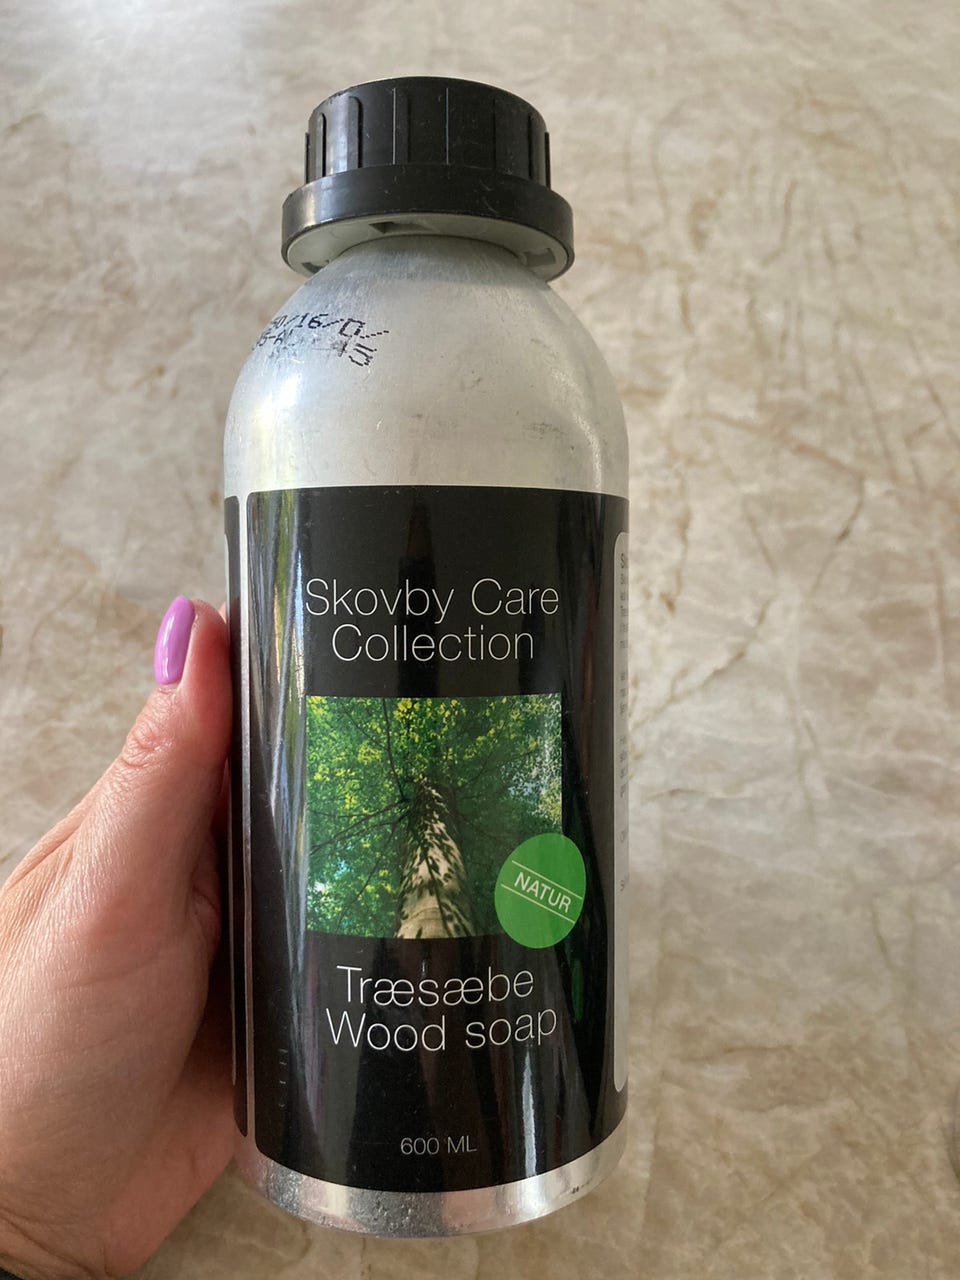 Skovby Care
Collection
NATUR
Træsæbe
Wood soap
600 ML